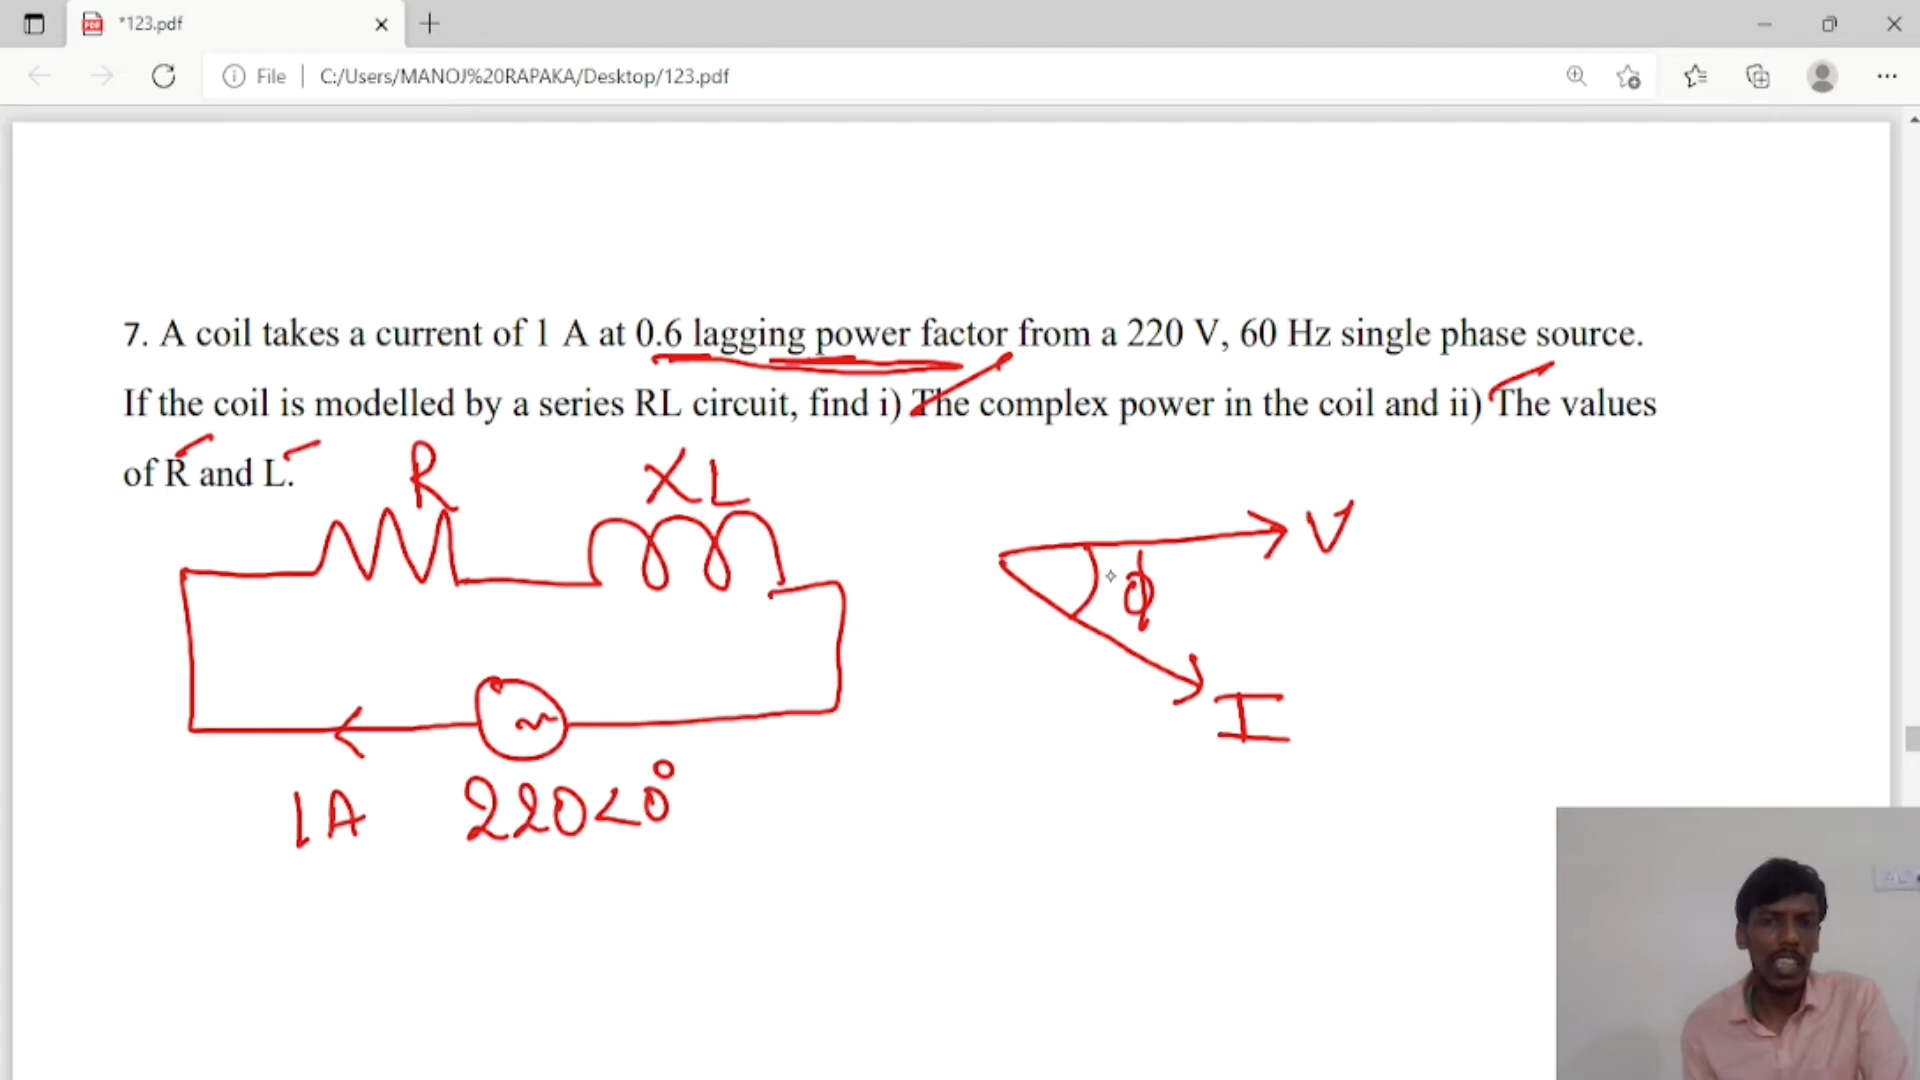 *123.pdf
File C:/Users/MANOJ%20RAPAKA/Desktop/123.pdf
7. A coil takes a current of 1 A at 0.6 lagging power factor from a 220 V, 60 Hz single phase source.
If the coil is modelled by a series RL circuit, find i) The complex power in the coil and ii) The values
of R and L.
R XL
V
ϕ
I
1A 220<0°